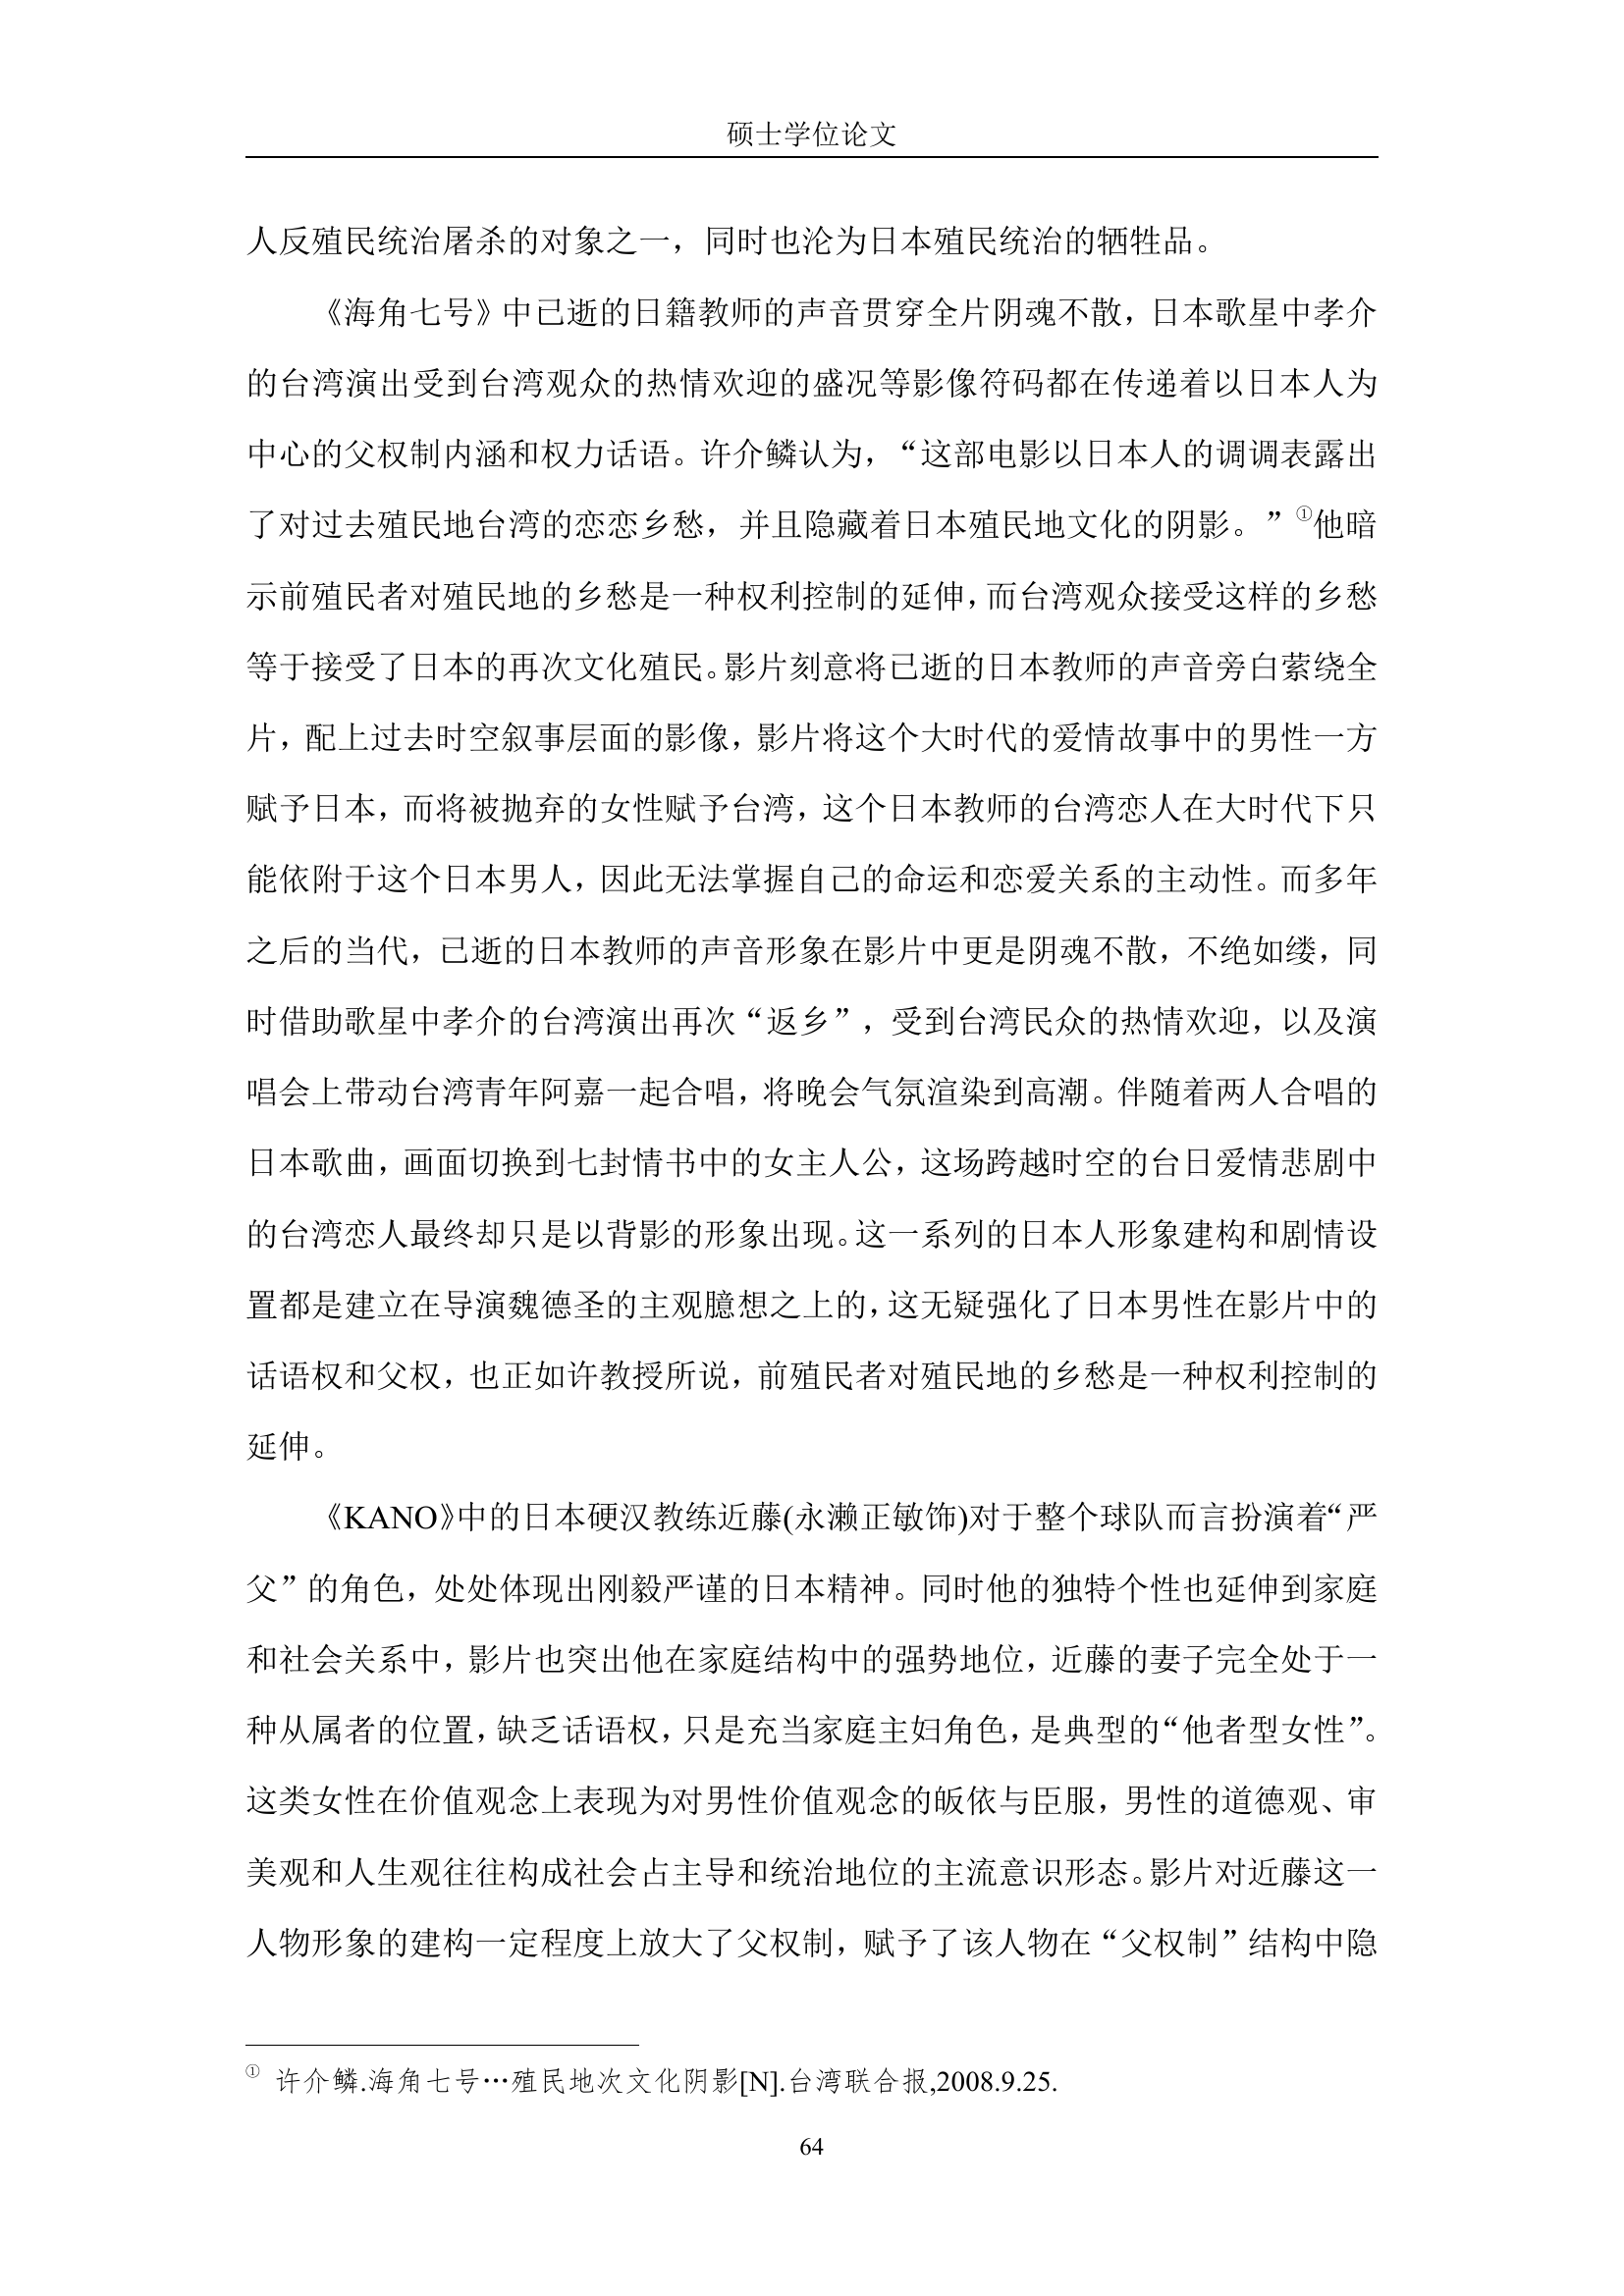 硕士学位论文
人反殖民统治屠杀的对象之一，同时也沦为日本殖民统治的牺牲品。
《海角七号》中已逝的日籍教师的声音贯穿全片阴魂不散，日本歌星中孝介
的台湾演出受到台湾观众的热情欢迎的盛况等影像符码都在传递着以日本人为
中心的父权制内涵和权力话语。许介鳞认为，“这部电影以日本人的调调表露出
了对过去殖民地台湾的恋恋乡愁，并且隐藏着日本殖民地文化的阴影。”①他暗
示前殖民者对殖民地的乡愁是一种权利控制的延伸，而台湾观众接受这样的乡愁
等于接受了日本的再次文化殖民。影片刻意将已逝的日本教师的声音旁白萦绕全
片，配上过去时空叙事层面的影像，影片将这个大时代的爱情故事中的男性一方
赋予日本，而将被抛弃的女性赋予台湾，这个日本教师的台湾恋人在大时代下只
能依附于这个日本男人，因此无法掌握自己的命运和恋爱关系的主动性。而多年
之后的当代，已逝的日本教师的声音形象在影片中更是阴魂不散，不绝如缕，同
时借助歌星中孝介的台湾演出再次“返乡”，受到台湾民众的热情欢迎，以及演
唱会上带动台湾青年阿嘉一起合唱，将晚会气氛渲染到高潮。伴随着两人合唱的
日本歌曲，画面切换到七封情书中的女主人公，这场跨越时空的台日爱情悲剧中
的台湾恋人最终却只是以背影的形象出现。这一系列的日本人形象建构和剧情设
置都是建立在导演魏德圣的主观臆想之上的，这无疑强化了日本男性在影片中的
话语权和父权，也正如许教授所说，前殖民者对殖民地的乡愁是一种权利控制的
延伸。
《KANO》中的日本硬汉教练近藤(永濑正敏饰)对于整个球队而言扮演着“严
父”的角色，处处体现出刚毅严谨的日本精神。同时他的独特个性也延伸到家庭
和社会关系中，影片也突出他在家庭结构中的强势地位，近藤的妻子完全处于一
种从属者的位置，缺乏话语权，只是充当家庭主妇角色，是典型的“他者型女性”。
这类女性在价值观念上表现为对男性价值观念的皈依与臣服，男性的道德观、审
美观和人生观往往构成社会占主导和统治地位的主流意识形态。影片对近藤这一
人物形象的建构一定程度上放大了父权制，赋予了该人物在“父权制”结构中隐
① 许介鳞.海角七号…殖民地次文化阴影[N].台湾联合报,2008.9.25.
64